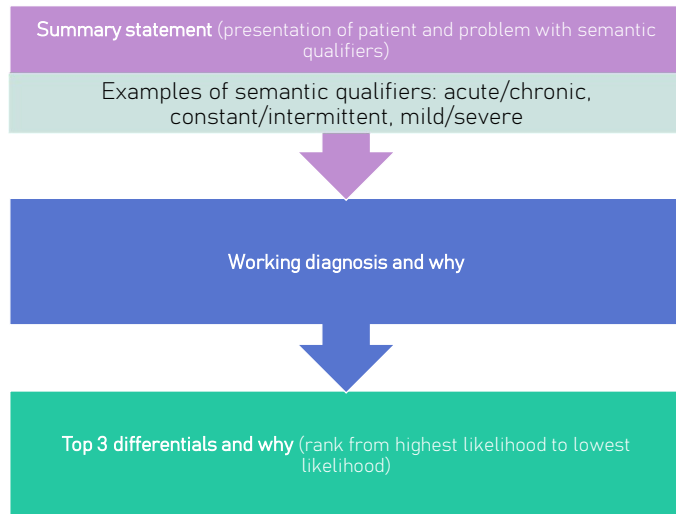 Summary statement (presentation of patient and problem with semantic
qualifiers)
Examples of semantic qualifiers: acute/chronic,
constant/intermittent, mild/severe
Working diagnosis and why
Top 3 differentials and why (rank from highest likelihood to lowest
likelihood)